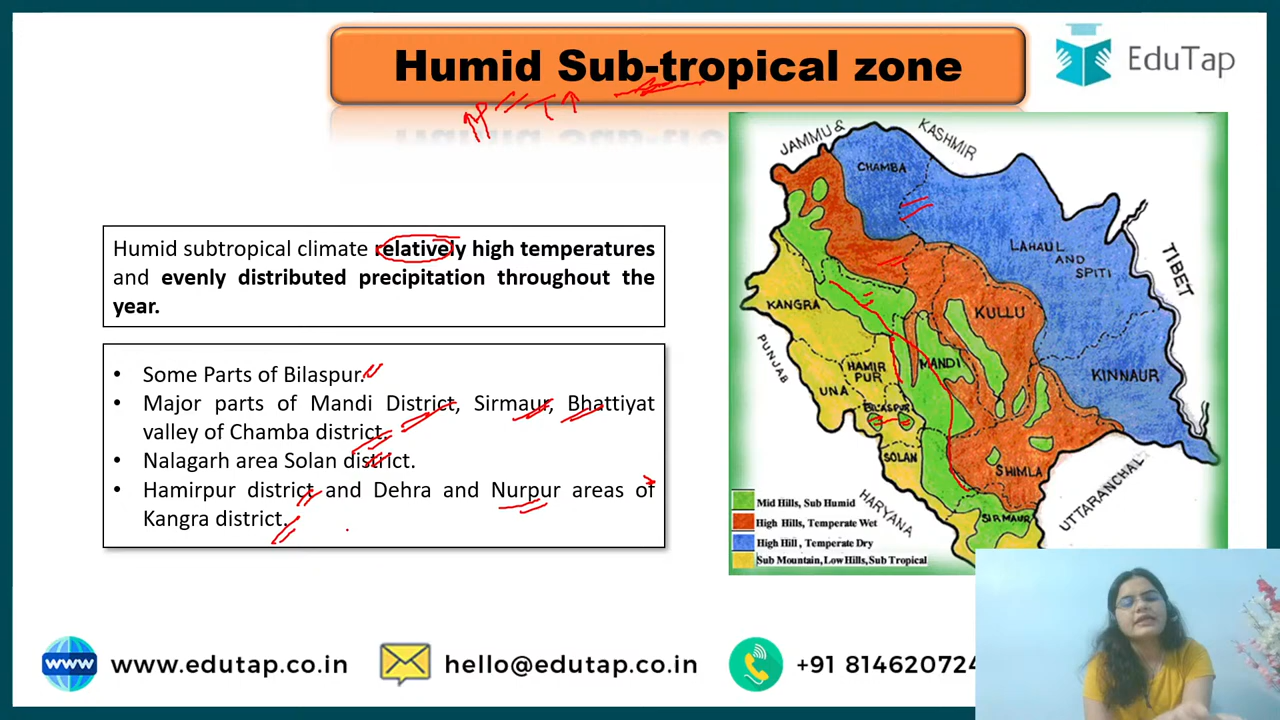 Humid Sub-tropical zone
EduTap
P T
Humid subtropical climate relatively high temperatures
and evenly distributed precipitation throughout the
year.
• Some Parts of Bilaspur.
• Major parts of Mandi District, Sirmaur, Bhattiyat
valley of Chamba district.
• Nalagarh area Solan district.
• Hamirpur district and Dehra and Nurpur areas of
Kangra district.
JAMMU &
KASHMIR
CHAMBA
LAHAUL
AND
SPITI
TIBET
KANGRA
KULLU
PUNJAB
HAMIR
PUR
MANDI
UNA
KINNAUR
BILASPUR
SOLAN
SHIMLA
HARYANA
SIRMAUR
UTTARANCHAL
Mid Hills, Sub Humid
High Hills, Temperate Wet
High Hill, Temperate Dry
Sub Mountain, Low Hills, Sub Tropical
www
www.edutap.co.in
hello@edutap.co.in
+91 814620724